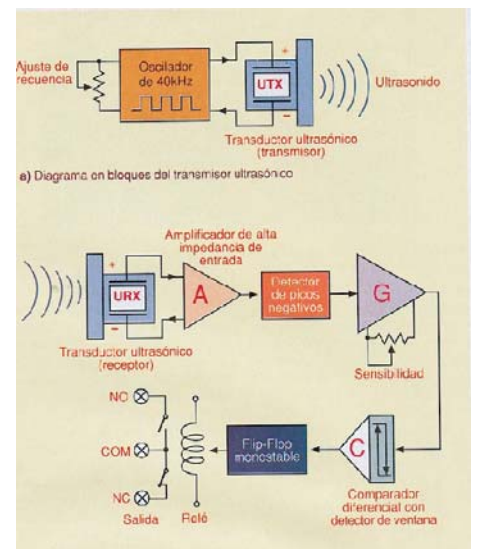 Ajuste de
recuencia
Oscilador
de 40kHz
+
UTX
−
Ultrasonido
Transductor ultrasónico
(transmisor)
a) Diagrama en bloques del transmisor ultrasónico
Amplificador de alta
impedancia de
entrada
+
URX
−
A
Detector
de picos
negativos
G
Transductor ultrasónico
(receptor)
Sensibilidad
NO
COM
NC
Salida
Relé
Flip-Flop
monestable
C
Comparador
diferencial con
detector de ventana